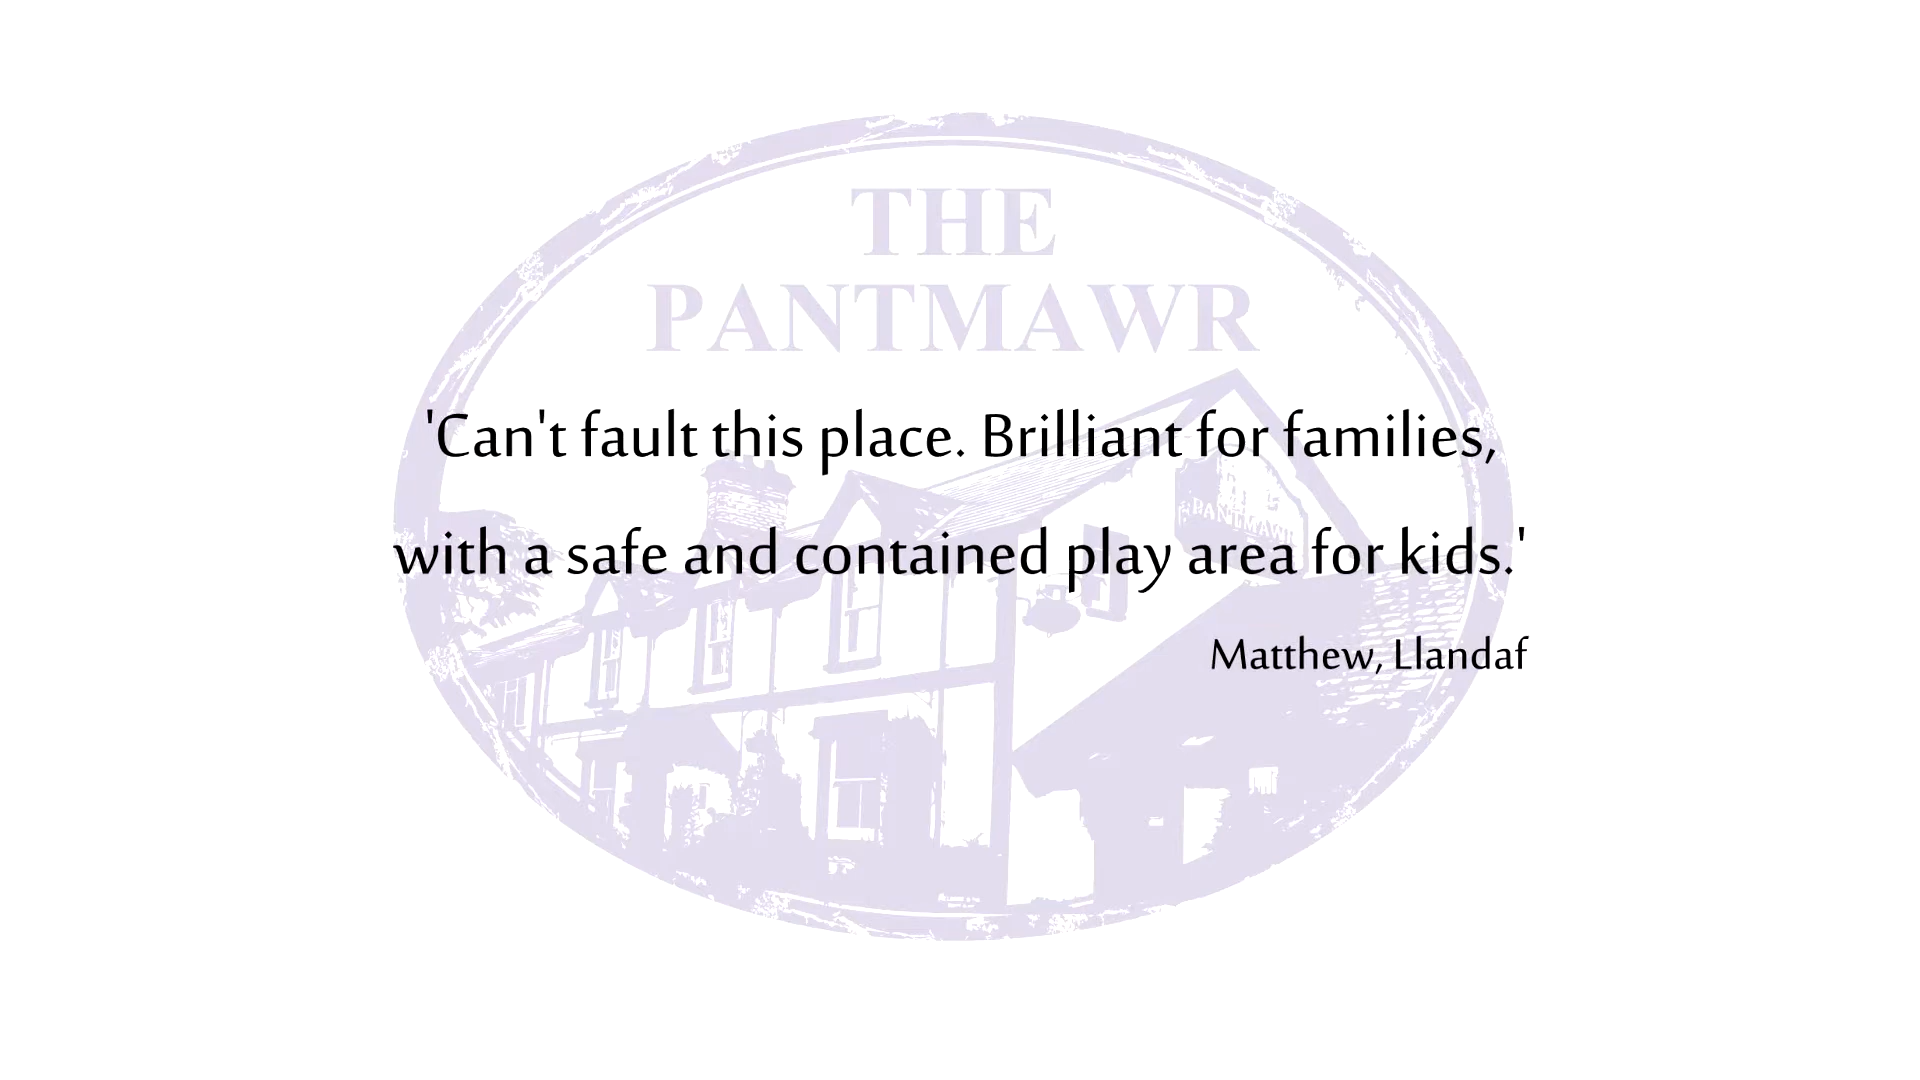 THE
PANTMAWR
'Can't fault this place. Brilliant for families,
PANTMAWR
with a safe and contained play area for kids.'
Matthew, Llandaf